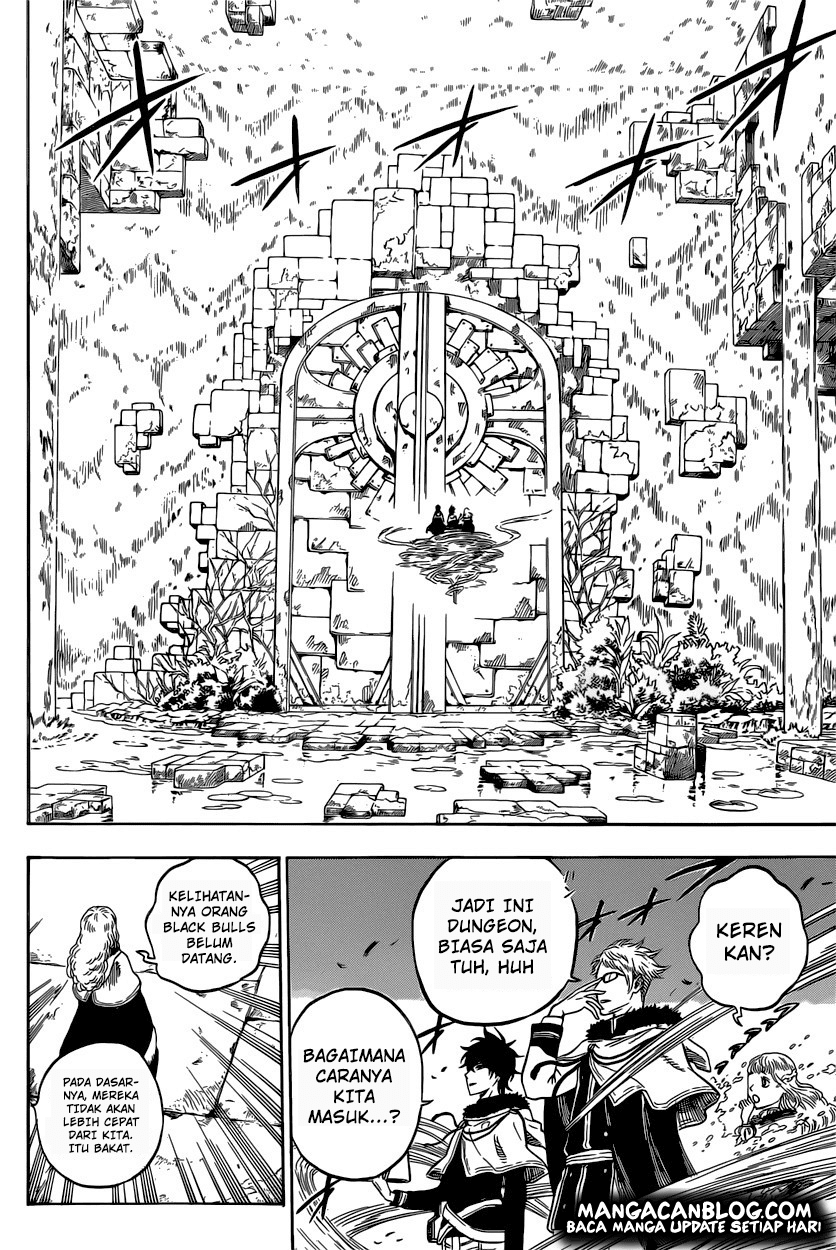 KEREN
KAN?
JADI INI
DUNGEON,
BIASA SAJA
TUH, HUH
BAGAIMANA
CARANYA
KITA
MASUK...?
KELIHATAN-
NYA ORANG
BLACK BULLS
BELUM
DATANG.
PADA DASAR-
NYA, MEREKA
TIDAK AKAN
LEBIH CEPAT
DARI KITA.
ITU BAKAT.
MANGACANBLOG.COM
BACA MANGA UPDATE SETIAP HARI